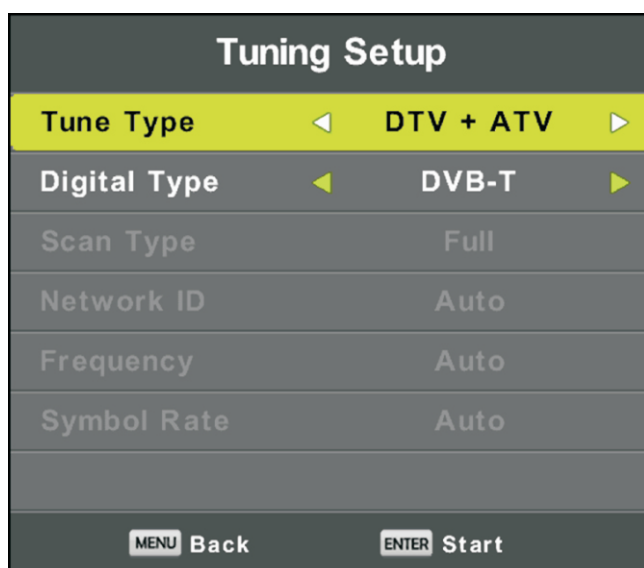 Tuning Setup
Tune Type DTV + ATV
Digital Type DVB-T
Scan Type Full
Network ID Auto
Frequency Auto
Symbol Rate Auto
MENU Back ENTER Start